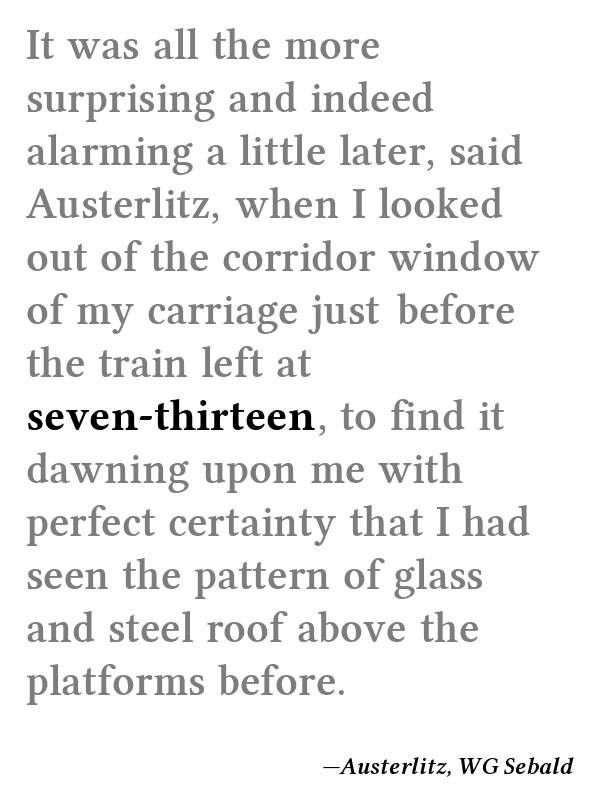 It was all the more
surprising and indeed
alarming a little later, said
Austerlitz, when I looked
out of the corridor window
of my carriage just before
the train left at
seven-thirteen, to find it
dawning upon me with
perfect certainty that I had
seen the pattern of glass
and steel roof above the
platforms before.
—Austerlitz, WG Sebald